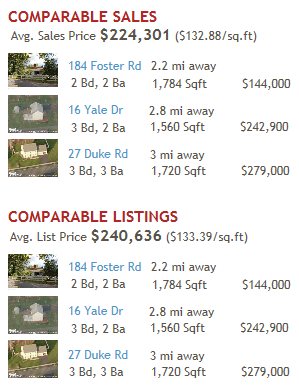 COMPARABLE SALES
Avg. Sales Price $224,301 ($132.88/sq.ft)
184 Foster Rd 2.2 mi away
2 Bd, 2 Ba 1,784 Sqft $144,000
16 Yale Dr 2.8 mi away
3 Bd, 2 Ba 1,560 Sqft $242,900
27 Duke Rd 3 mi away
3 Bd, 3 Ba 1,720 Sqft $279,000
COMPARABLE LISTINGS
Avg. List Price $240,636 ($133.39/sq.ft)
184 Foster Rd 2.2 mi away
2 Bd, 2 Ba 1,784 Sqft $144,000
16 Yale Dr 2.8 mi away
3 Bd, 2 Ba 1,560 Sqft $242,900
27 Duke Rd 3 mi away
3 Bd, 3 Ba 1,720 Sqft $279,000